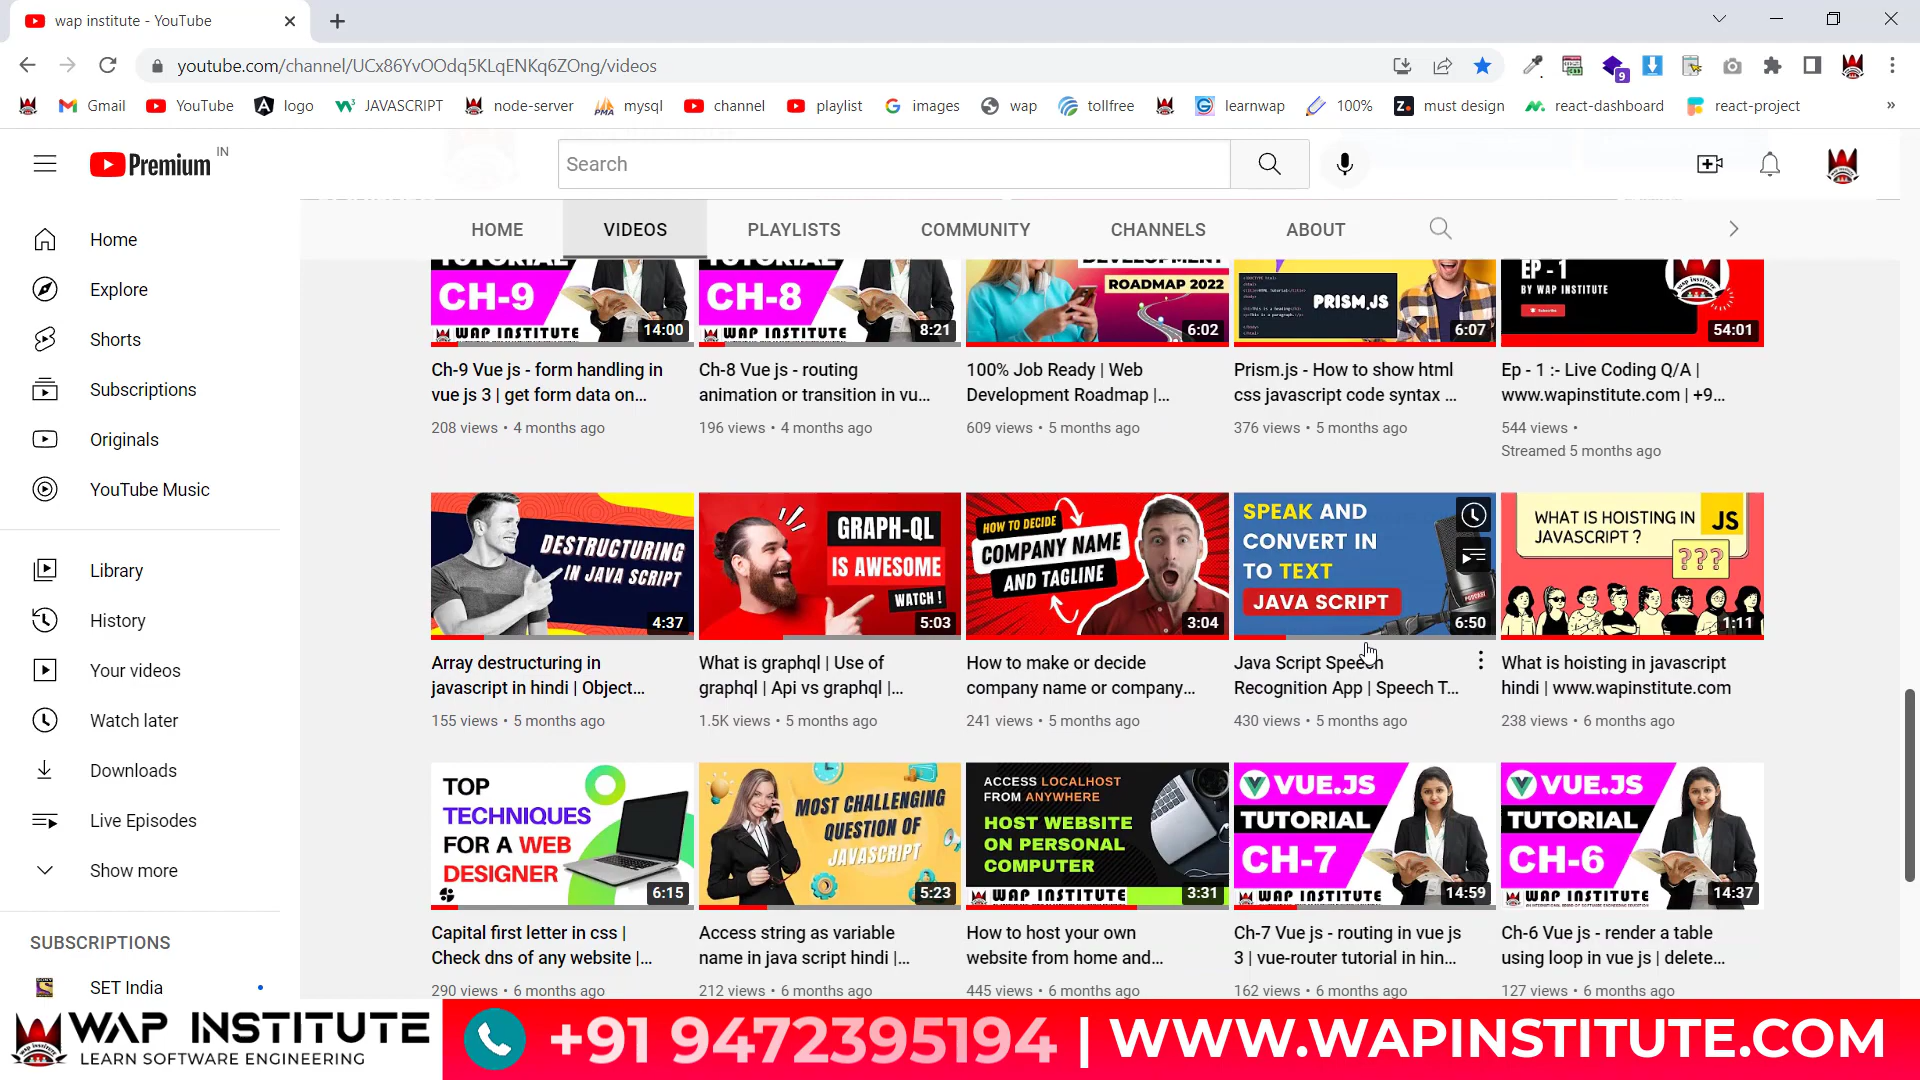 wap institute - YouTube
youtube.com/channel/UCx86YvOOdq5KLqENKq6ZOng/videos
9
Gmail
YouTube
logo
JAVASCRIPT
node-server
mysql
channel
playlist
images
wap
tollfree
learnwap
100%
must design
react-dashboard
react-project
»
Premium IN
Search
HOME
VIDEOS
PLAYLISTS
COMMUNITY
CHANNELS
ABOUT
Home
Explore
Shorts
Subscriptions
Originals
YouTube Music
Library
History
Your videos
Watch later
Downloads
Live Episodes
Show more
SUBSCRIPTIONS
SET India
TUTORIAL
CH-9
WAP INSTITUTE
14:00
Ch-9 Vue js - form handling in
vue js 3 | get form data on...
208 views • 4 months ago
TUTORIAL
CH-8
WAP INSTITUTE
8:21
Ch-8 Vue js - routing
animation or transition in vu...
196 views • 4 months ago
DEVELOPMENT
ROADMAP 2022
6:02
100% Job Ready | Web
Development Roadmap |...
609 views • 5 months ago
PRISM.JS
6:07
Prism.js - How to show html
css javascript code syntax ...
376 views • 5 months ago
EP - 1
BY WAP INSTITUTE
54:01
Ep - 1 :- Live Coding Q/A |
www.wapinstitute.com | +9...
544 views •
Streamed 5 months ago
DESTRUCTURING
IN JAVA SCRIPT
4:37
Array destructuring in
javascript in hindi | Object...
155 views • 5 months ago
GRAPH-QL
IS AWESOME
WATCH !
5:03
What is graphql | Use of
graphql | Api vs graphql |...
1.5K views • 5 months ago
HOW TO DECIDE
COMPANY NAME
AND TAGLINE
3:04
How to make or decide
company name or company...
241 views • 5 months ago
SPEAK AND
CONVERT IN
TO TEXT
JAVA SCRIPT
PODCAST
6:50
Java Script Speech
Recognition App | Speech T...
430 views • 5 months ago
WHAT IS HOISTING IN
JAVASCRIPT ?
JS
???
1:11
What is hoisting in javascript
hindi | www.wapinstitute.com
238 views • 6 months ago
TOP
TECHNIQUES
FOR A WEB
DESIGNER
6:15
Capital first letter in css |
Check dns of any website |...
290 views • 6 months ago
MOST CHALLENGING
QUESTION OF
JAVASCRIPT
5:23
Access string as variable
name in java script hindi |...
212 views • 6 months ago
ACCESS LOCALHOST
FROM ANYWHERE
HOST WEBSITE
ON PERSONAL
COMPUTER
WAP INSTITUTE
3:31
How to host your own
website from home and...
445 views • 6 months ago
VUE.JS
TUTORIAL
CH-7
WAP INSTITUTE
14:59
Ch-7 Vue js - routing in vue js
3 | vue-router tutorial in hin...
162 views • 6 months ago
VUE.JS
TUTORIAL
CH-6
WAP INSTITUTE
14:37
Ch-6 Vue js - render a table
using loop in vue js | delete...
127 views • 6 months ago
WAP INSTITUTE
LEARN SOFTWARE ENGINEERING
+91 9472395194 | WWW.WAPINSTITUTE.COM